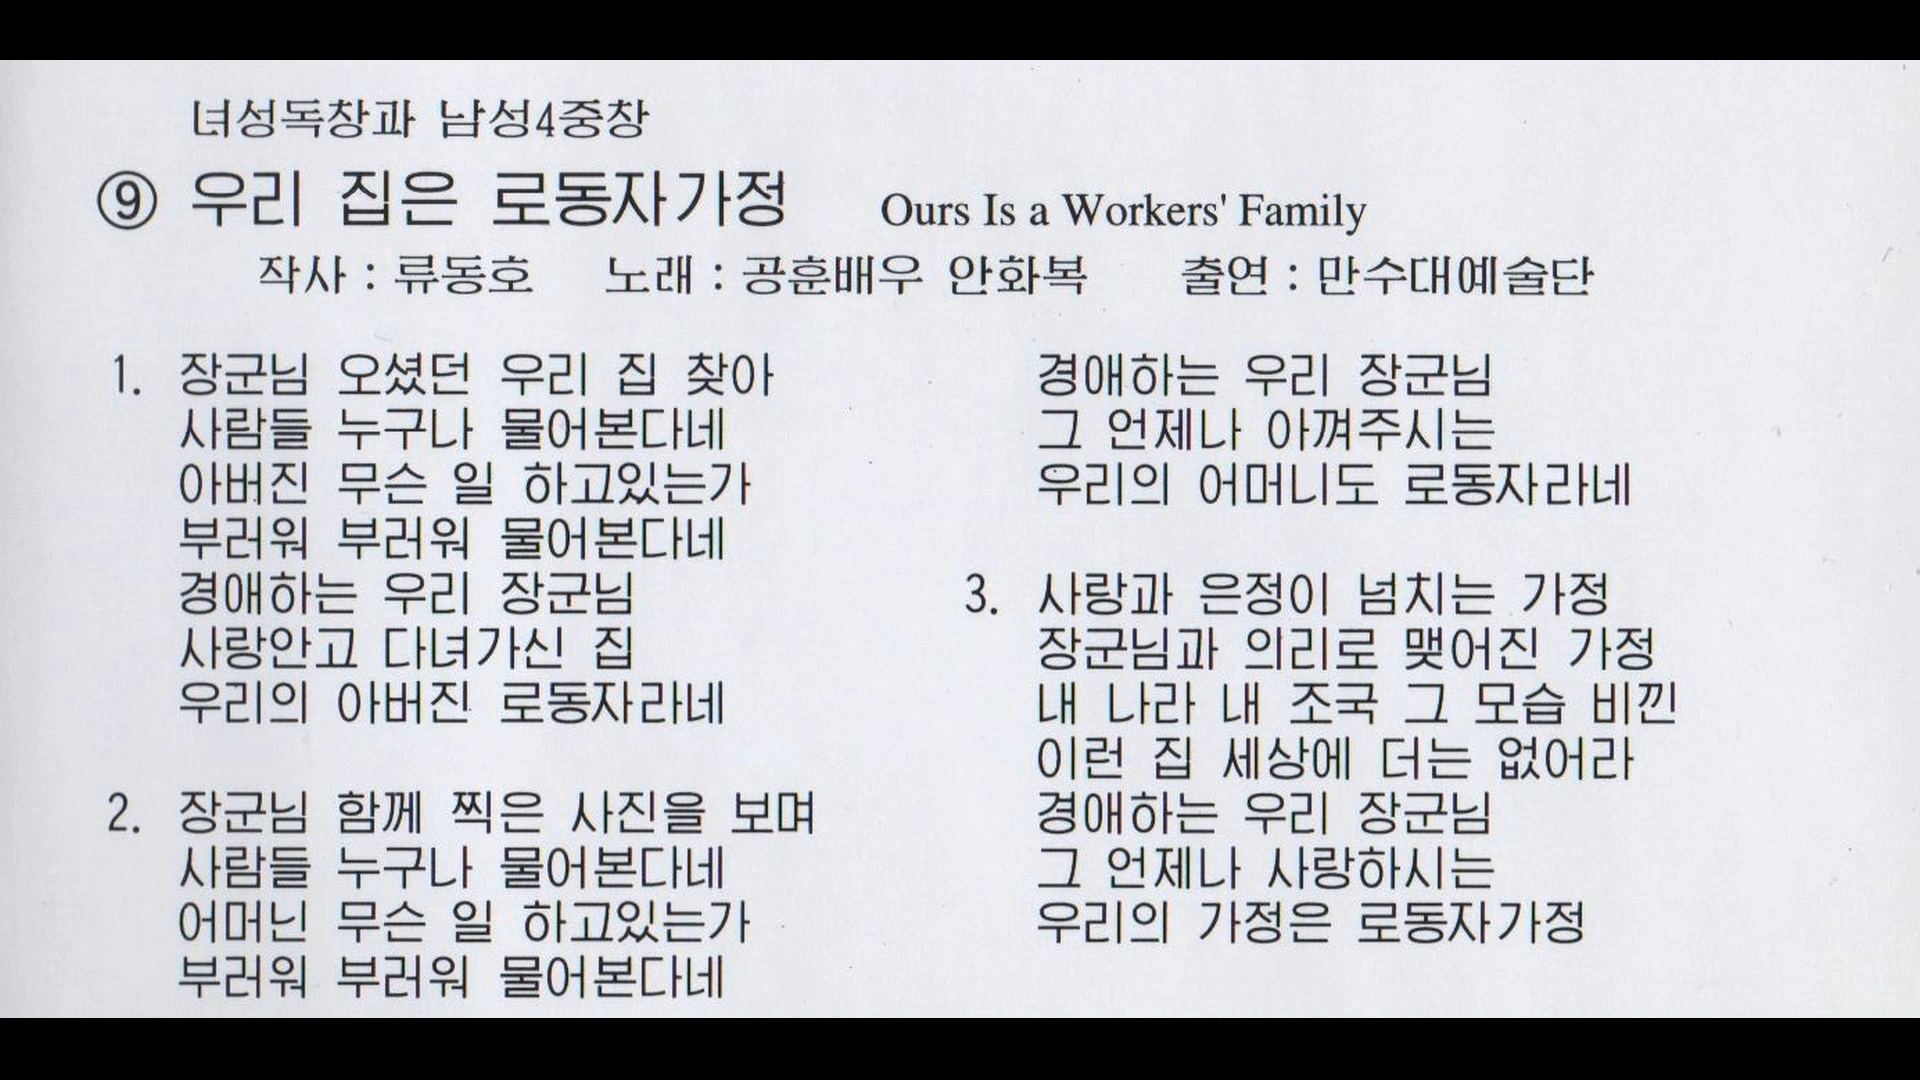 녀성독창과 남성4중창
⑨ 우리 집은 로동자가정 Ours Is a Workers' Family
작사 : 류동호 노래 : 공훈배우 안화복 출연 : 만수대예술단
1. 장군님 오셨던 우리 집 찾아
사람들 누구나 물어본다네
아버진 무슨 일 하고있는가
부러워 부러워 물어본다네
경애하는 우리 장군님
사랑안고 다녀가신 집
우리의 아버진 로동자라네
2. 장군님 함께 찍은 사진을 보며
사람들 누구나 물어본다네
어머닌 무슨 일 하고있는가
부러워 부러워 물어본다네
경애하는 우리 장군님
그 언제나 아껴주시는
우리의 어머니도 로동자라네
3. 사랑과 은정이 넘치는 가정
장군님과 의리로 맺어진 가정
내 나라 내 조국 그 모습 비낀
이런 집 세상에 더는 없어라
경애하는 우리 장군님
그 언제나 사랑하시는
우리의 가정은 로동자가정